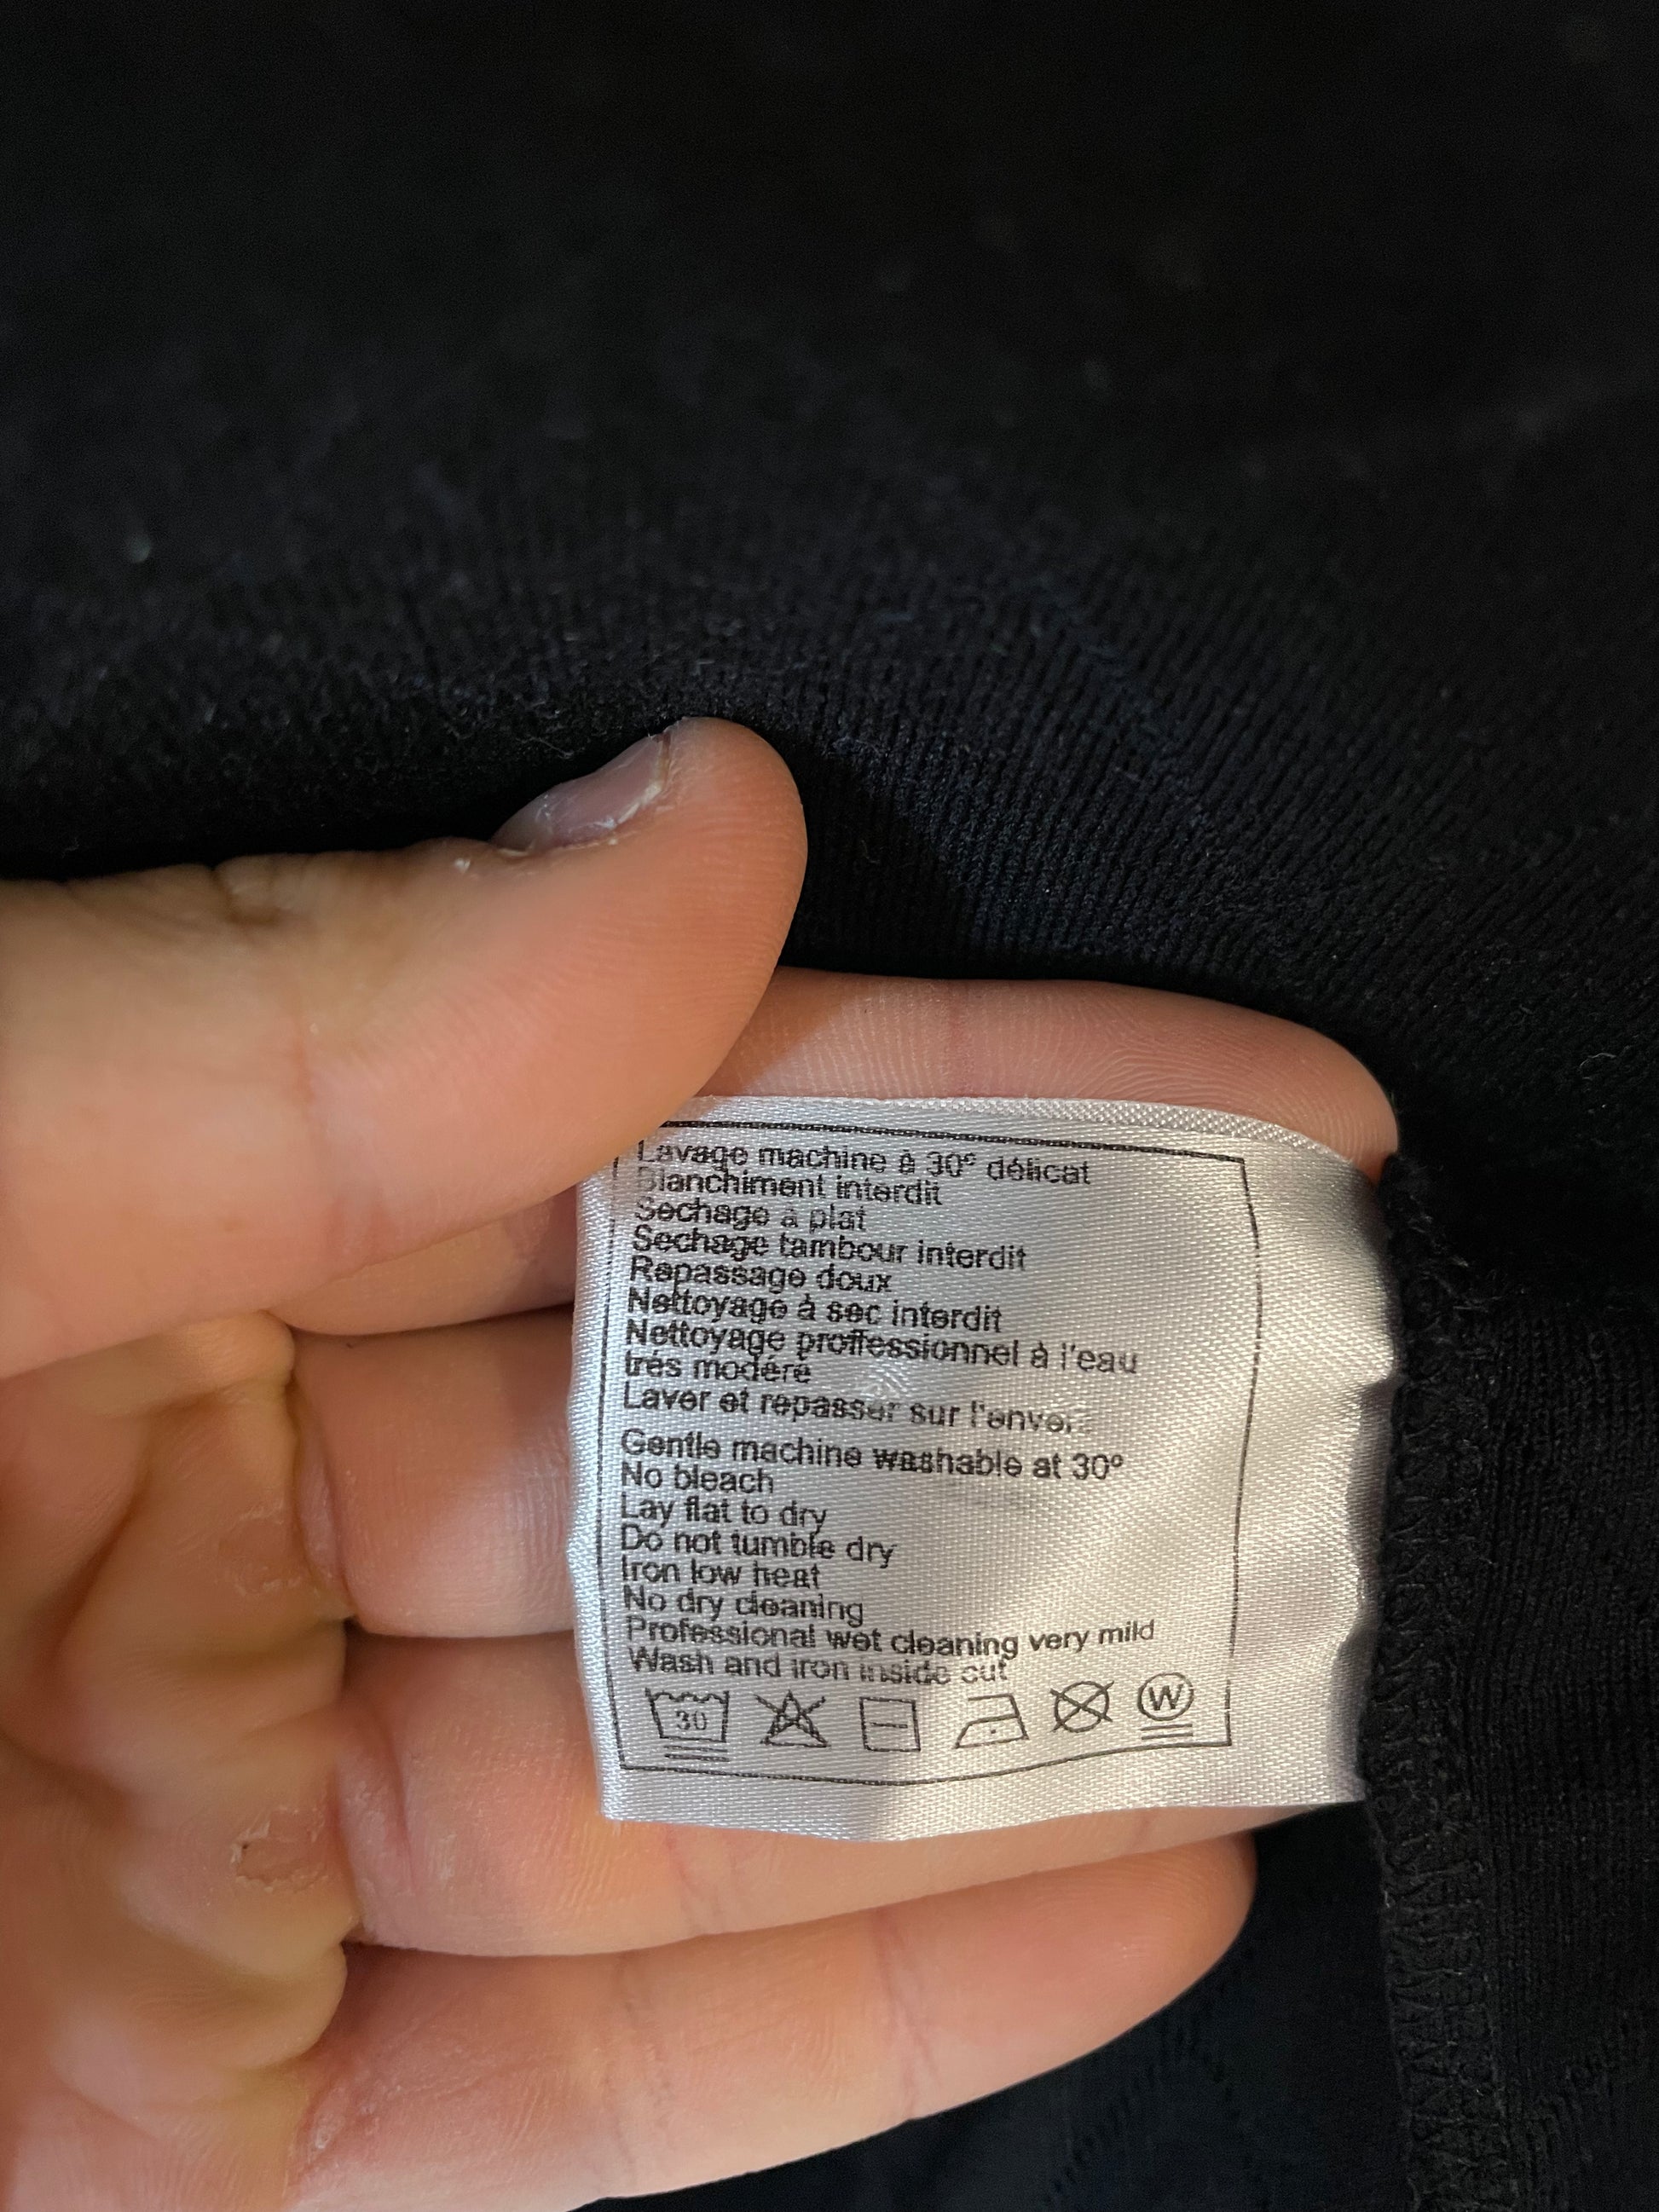 Lavage machine à 30° délicat
Blanchiment interdit
Sechage à plat
Sechage tambour interdit
Repassage doux
Nettoyage à sec interdit
Nettoyage proffessionnel à l'eau
trés modéré
Laver et repasser sur l'envers
Gentle machine washable at 30°
No bleach
Lay flat to dry
Do not tumble dry
Iron low heat
No dry cleaning
Professional wet cleaning very mild
Wash and iron inside out
30 W